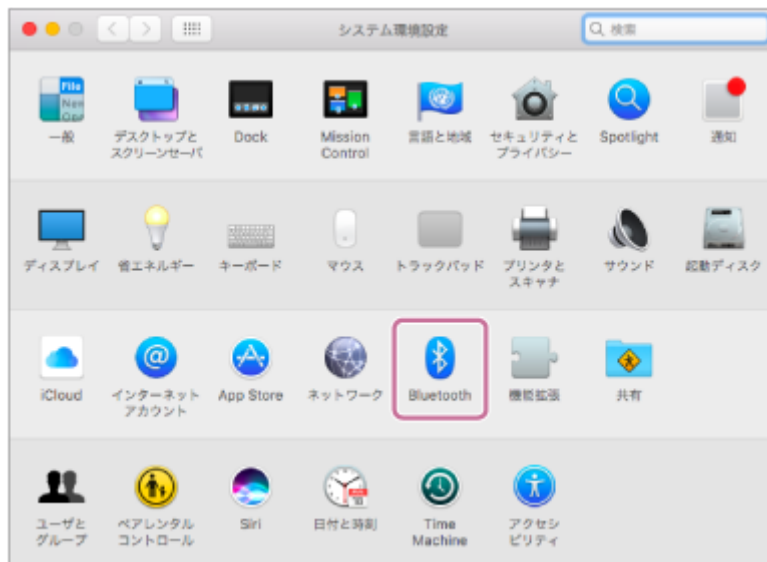 システム環境設定
検索
一般
デスクトップと
スクリーンセーバ
Dock
Mission
Control
言語と地域
セキュリティと
プライバシー
Spotlight
通知
ディスプレイ
省エネルギー
キーボード
マウス
トラックパッド
プリンタと
スキャナ
サウンド
起動ディスク
iCloud
インターネット
アカウント
App Store
ネットワーク
Bluetooth
機能拡張
共有
ユーザと
グループ
ペアレンタル
コントロール
Siri
日付と時刻
Time
Machine
アクセシ
ビリティ